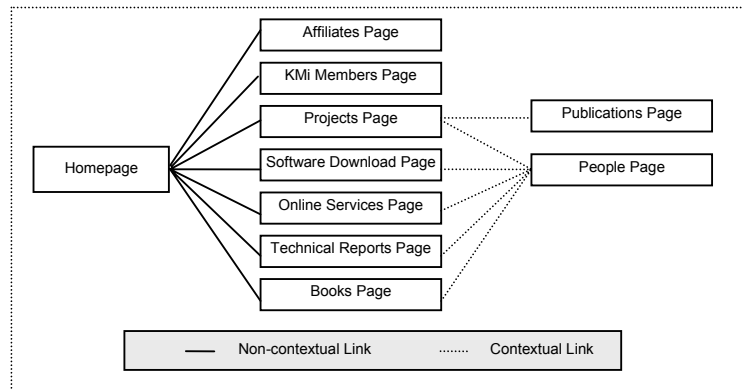 Affiliates Page
KMi Members Page
Projects Page
Publications Page
Homepage
Software Download Page
People Page
Online Services Page
Technical Reports Page
Books Page
Non-contextual Link
Contextual Link